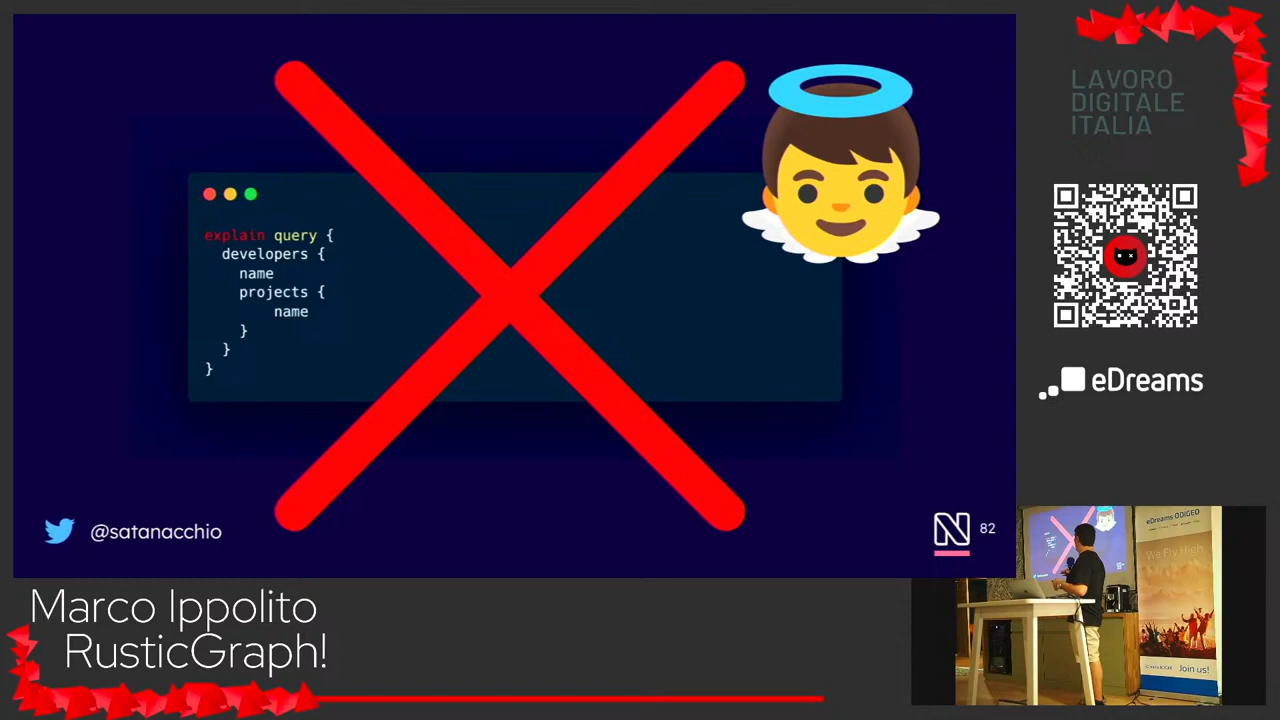 explain query {
developers {
name
projects {
name
}
}
}
@satanacchio
N 82
LAVORO
DIGITALE
ITALIA
eDreams
eDreams ODIGEO
We Fly High
Join us!
Marco Ippolito
RusticGraph!